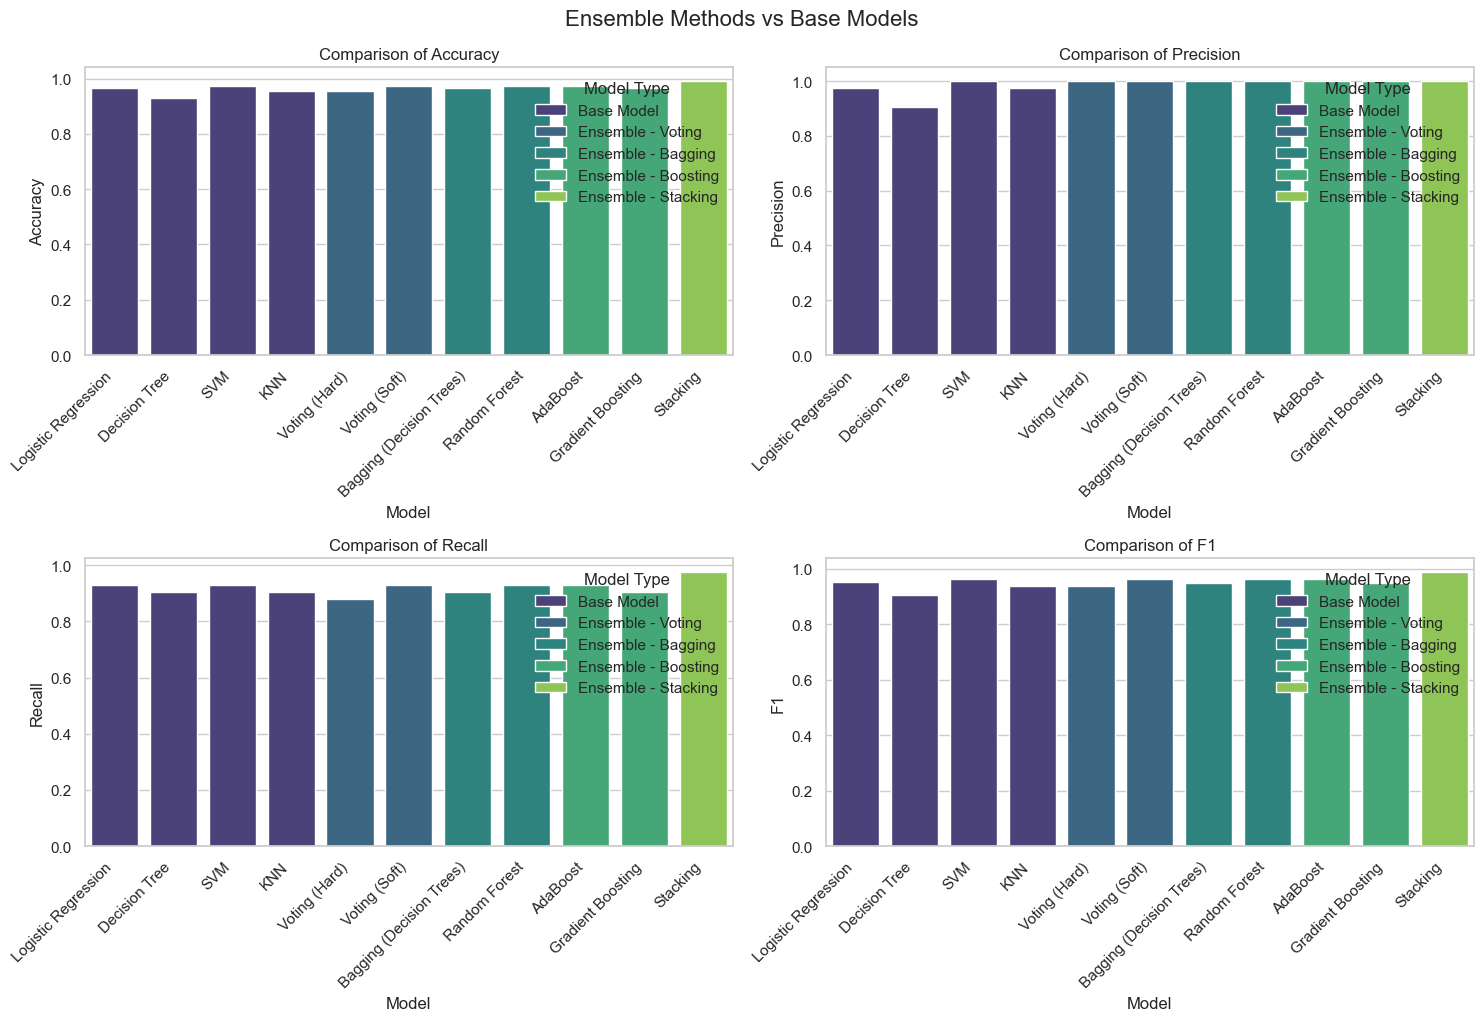 Ensemble Methods vs Base Models
Comparison of Accuracy
Accuracy
1.0
0.8
0.6
0.4
0.2
0.0
Model Type
Base Model
Ensemble - Voting
Ensemble - Bagging
Ensemble - Boosting
Ensemble - Stacking
Logistic Regression
Decision Tree
SVM
KNN
Voting (Hard)
Voting (Soft)
Bagging (Decision Trees)
Random Forest
AdaBoost
Gradient Boosting
Stacking
Model
Comparison of Precision
Precision
1.0
0.8
0.6
0.4
0.2
0.0
Model Type
Base Model
Ensemble - Voting
Ensemble - Bagging
Ensemble - Boosting
Ensemble - Stacking
Logistic Regression
Decision Tree
SVM
KNN
Voting (Hard)
Voting (Soft)
Bagging (Decision Trees)
Random Forest
AdaBoost
Gradient Boosting
Stacking
Model
Comparison of Recall
Recall
1.0
0.8
0.6
0.4
0.2
0.0
Model Type
Base Model
Ensemble - Voting
Ensemble - Bagging
Ensemble - Boosting
Ensemble - Stacking
Logistic Regression
Decision Tree
SVM
KNN
Voting (Hard)
Voting (Soft)
Bagging (Decision Trees)
Random Forest
AdaBoost
Gradient Boosting
Stacking
Model
Comparison of F1
F1
1.0
0.8
0.6
0.4
0.2
0.0
Model Type
Base Model
Ensemble - Voting
Ensemble - Bagging
Ensemble - Boosting
Ensemble - Stacking
Logistic Regression
Decision Tree
SVM
KNN
Voting (Hard)
Voting (Soft)
Bagging (Decision Trees)
Random Forest
AdaBoost
Gradient Boosting
Stacking
Model